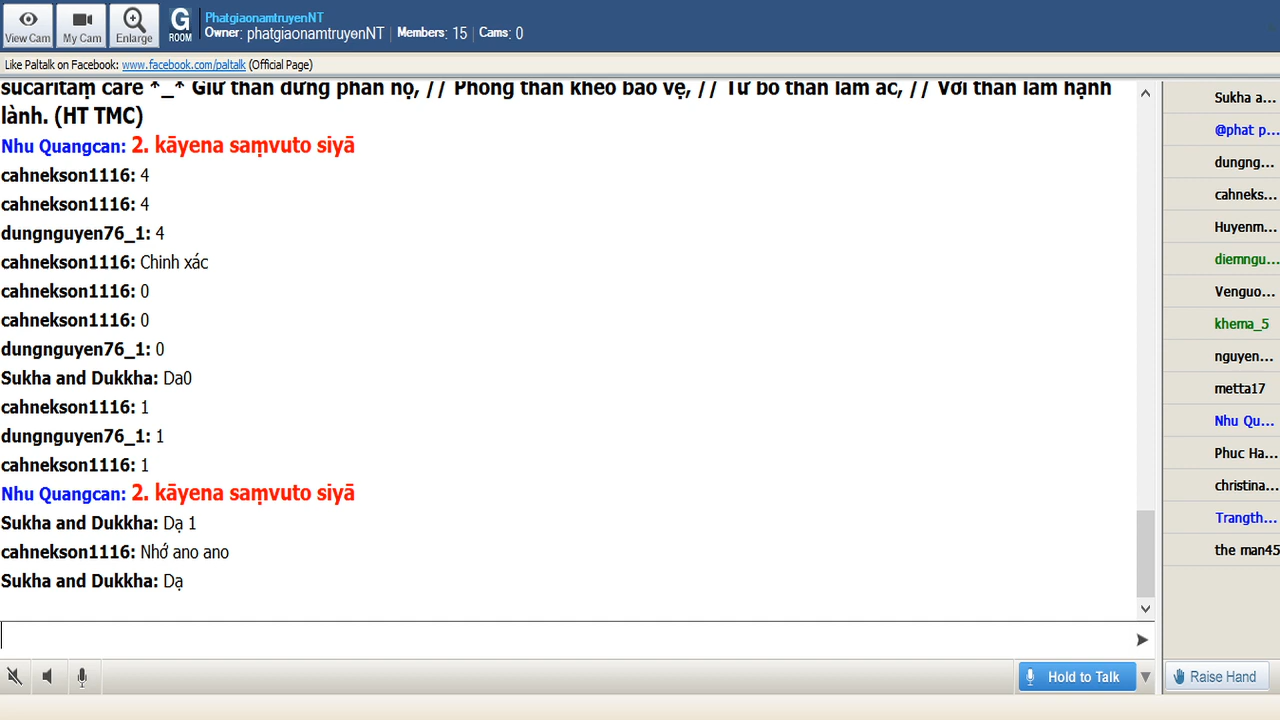 View Cam
My Cam
Enlarge
G
ROOM
PhatgiaonamtruyenNT
Owner: phatgiaonamtruyenNT | Members: 15 | Cams: 0
Like Paltalk on Facebook: www.facebook.com/paltalk (Official Page)
sucaritaṃ care *_* Giữ thân đừng phẫn nộ, // Phòng thân khéo bảo vệ, // Từ bỏ thân làm ác, // Với thân làm hạnh
lành. (HT TMC)
Nhu Quangcan: 2. kāyena saṃvuto siyā
cahnekson1116: 4
cahnekson1116: 4
dungnguyen76_1: 4
cahnekson1116: Chinh xác
cahnekson1116: 0
cahnekson1116: 0
dungnguyen76_1: 0
Sukha and Dukkha: Da0
cahnekson1116: 1
dungnguyen76_1: 1
cahnekson1116: 1
Nhu Quangcan: 2. kāyena saṃvuto siyā
Sukha and Dukkha: Dạ 1
cahnekson1116: Nhớ ano ano
Sukha and Dukkha: Dạ
Sukha a...
@phat p...
dungng...
cahneks...
Huyenm...
diemngu...
Venguo...
khema_5
nguyen...
metta17
Nhu Qu...
Phuc Ha...
christina...
Trangth...
the man45
Hold to Talk
Raise Hand